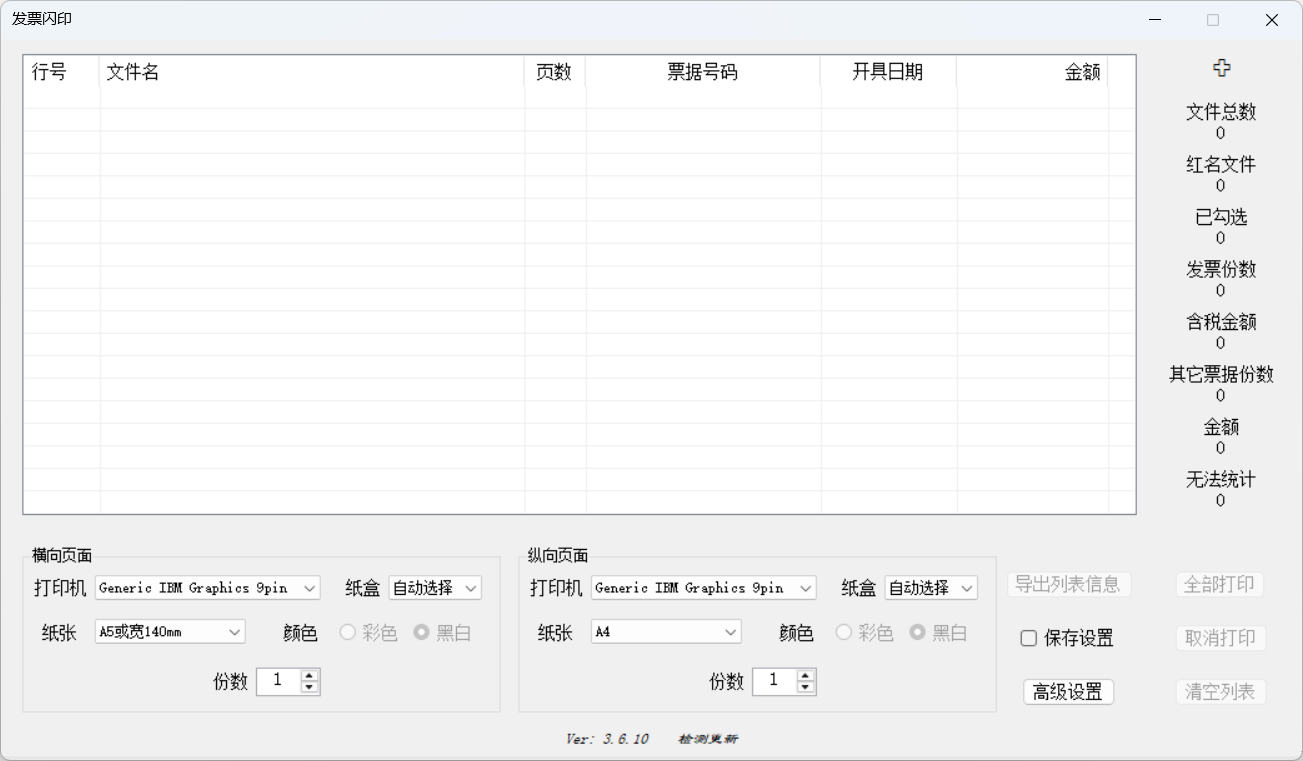 发票闪印
行号 文件名 页数 票据号码 开具日期 金额
文件总数
0
红名文件
0
已勾选
0
发票份数
0
含税金额
0
其它票据份数
0
金额
0
无法统计
0
横向页面
打印机 Generic IBM Graphics 9pin 纸盒 自动选择
纸张 A5或宽140mm 颜色 彩色 黑白
份数 1
纵向页面
打印机 Generic IBM Graphics 9pin 纸盒 自动选择
纸张 A4 颜色 彩色 黑白
份数 1
导出列表信息 全部打印
保存设置 取消打印
高级设置 清空列表
Ver: 3.6.10 检测更新